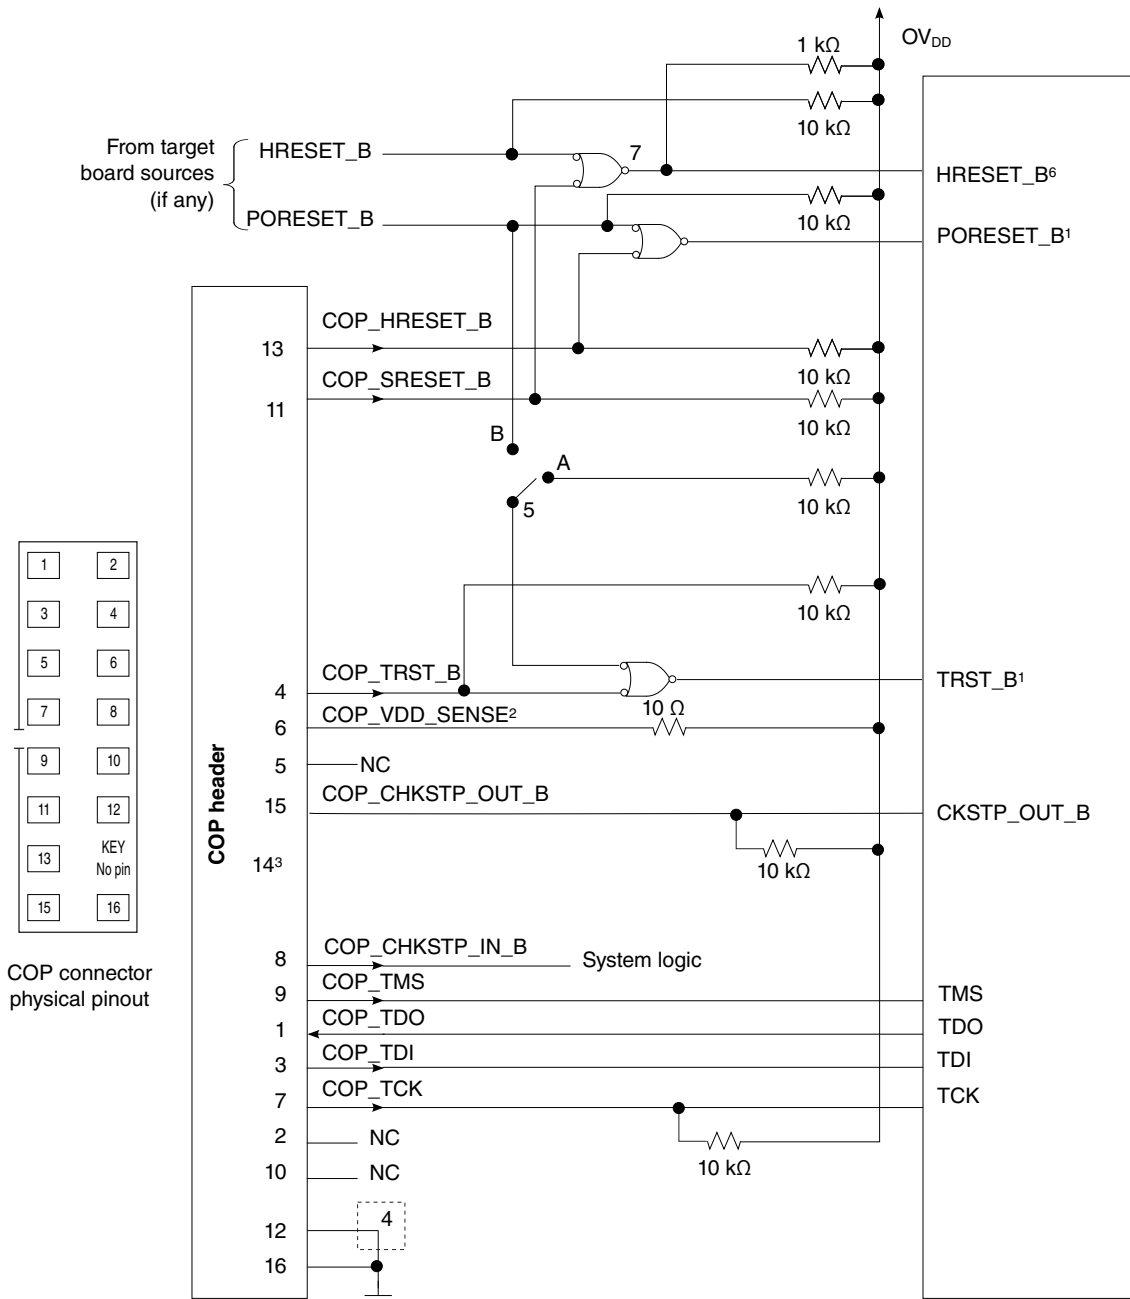 OVDD
1 kΩ
10 kΩ
From target
board sources
(if any)
HRESET_B
7
HRESET_B6
PORESET_B
10 kΩ
PORESET_B1
COP_HRESET_B
13
10 kΩ
COP_SRESET_B
11
10 kΩ
B
A
5
10 kΩ
10 kΩ
COP_TRST_B
4
TRST_B1
10 Ω
COP_VDD_SENSE2
6
5
NC
COP_CHKSTP_OUT_B
15
CKSTP_OUT_B
COP header
143
10 kΩ
COP_CHKSTP_IN_B
8
System logic
COP_TMS
9
TMS
COP_TDO
1
TDO
COP_TDI
3
TDI
COP_TCK
7
TCK
2
NC
10 kΩ
10
NC
4
12
16
1 2
3 4
5 6
7 8
9 10
11 12
13 KEY
No pin
15 16
COP connector
physical pinout